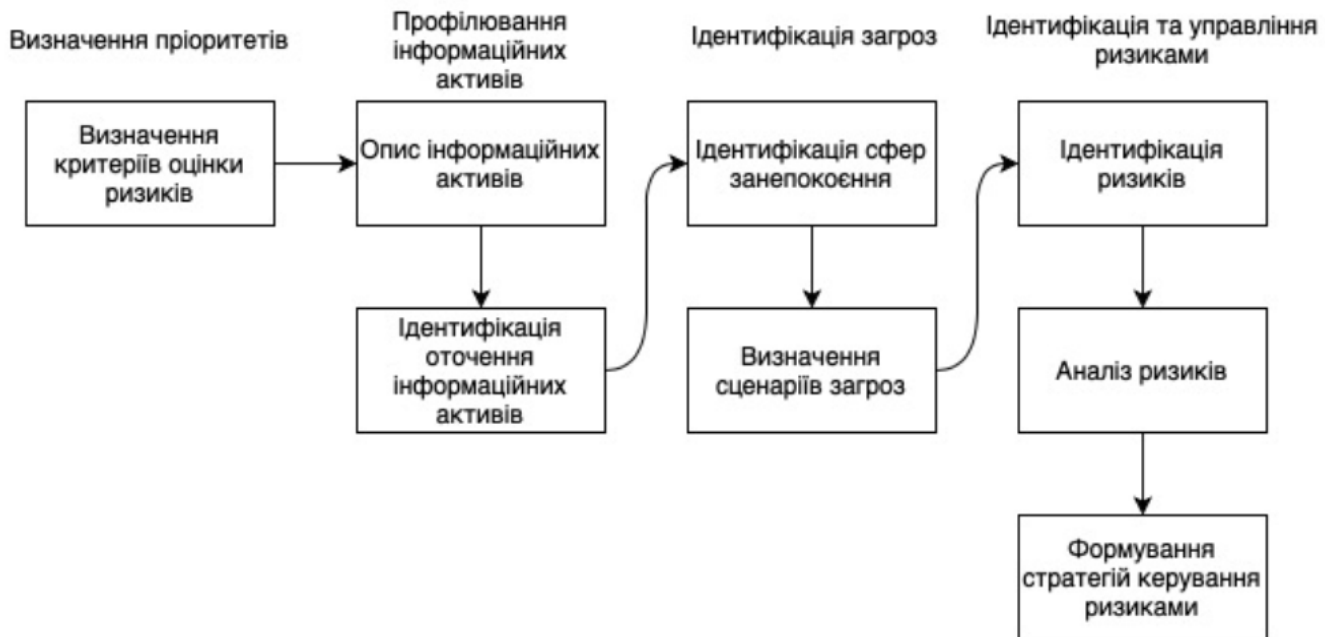 Визначення пріоритетів
Профілювання
інформаційних
активів
Ідентифікація загроз
Ідентифікація та управління
ризиками
Визначення
критеріїв оцінки
ризиків
Опис інформаційних
активів
Ідентифікація сфер
занепокоєння
Ідентифікація
ризиків
Ідентифікація
оточення
інформаційних
активів
Визначення
сценаріїв загроз
Аналіз ризиків
Формування
стратегій керування
ризиками